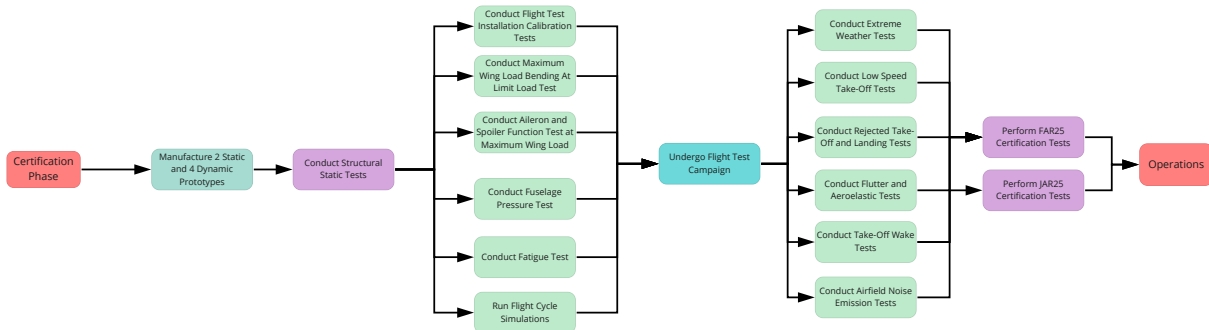 Certification
Phase
Manufacture 2 Static
and 4 Dynamic
Prototypes
Conduct Structural
Static Tests
Conduct Flight Test
Installation Calibration
Tests
Conduct Maximum
Wing Load Bending At
Limit Load Test
Conduct Aileron and
Spoiler Function Test at
Maximum Wing Load
Conduct Fuselage
Pressure Test
Conduct Fatigue Test
Run Flight Cycle
Simulations
Undergo Flight Test
Campaign
Conduct Extreme
Weather Tests
Conduct Low Speed
Take-Off Tests
Conduct Rejected Take-
Off and Landing Tests
Conduct Flutter and
Aeroelastic Tests
Conduct Take-Off Wake
Tests
Conduct Airfield Noise
Emission Tests
Perform FAR25
Certification Tests
Perform JAR25
Certification Tests
Operations